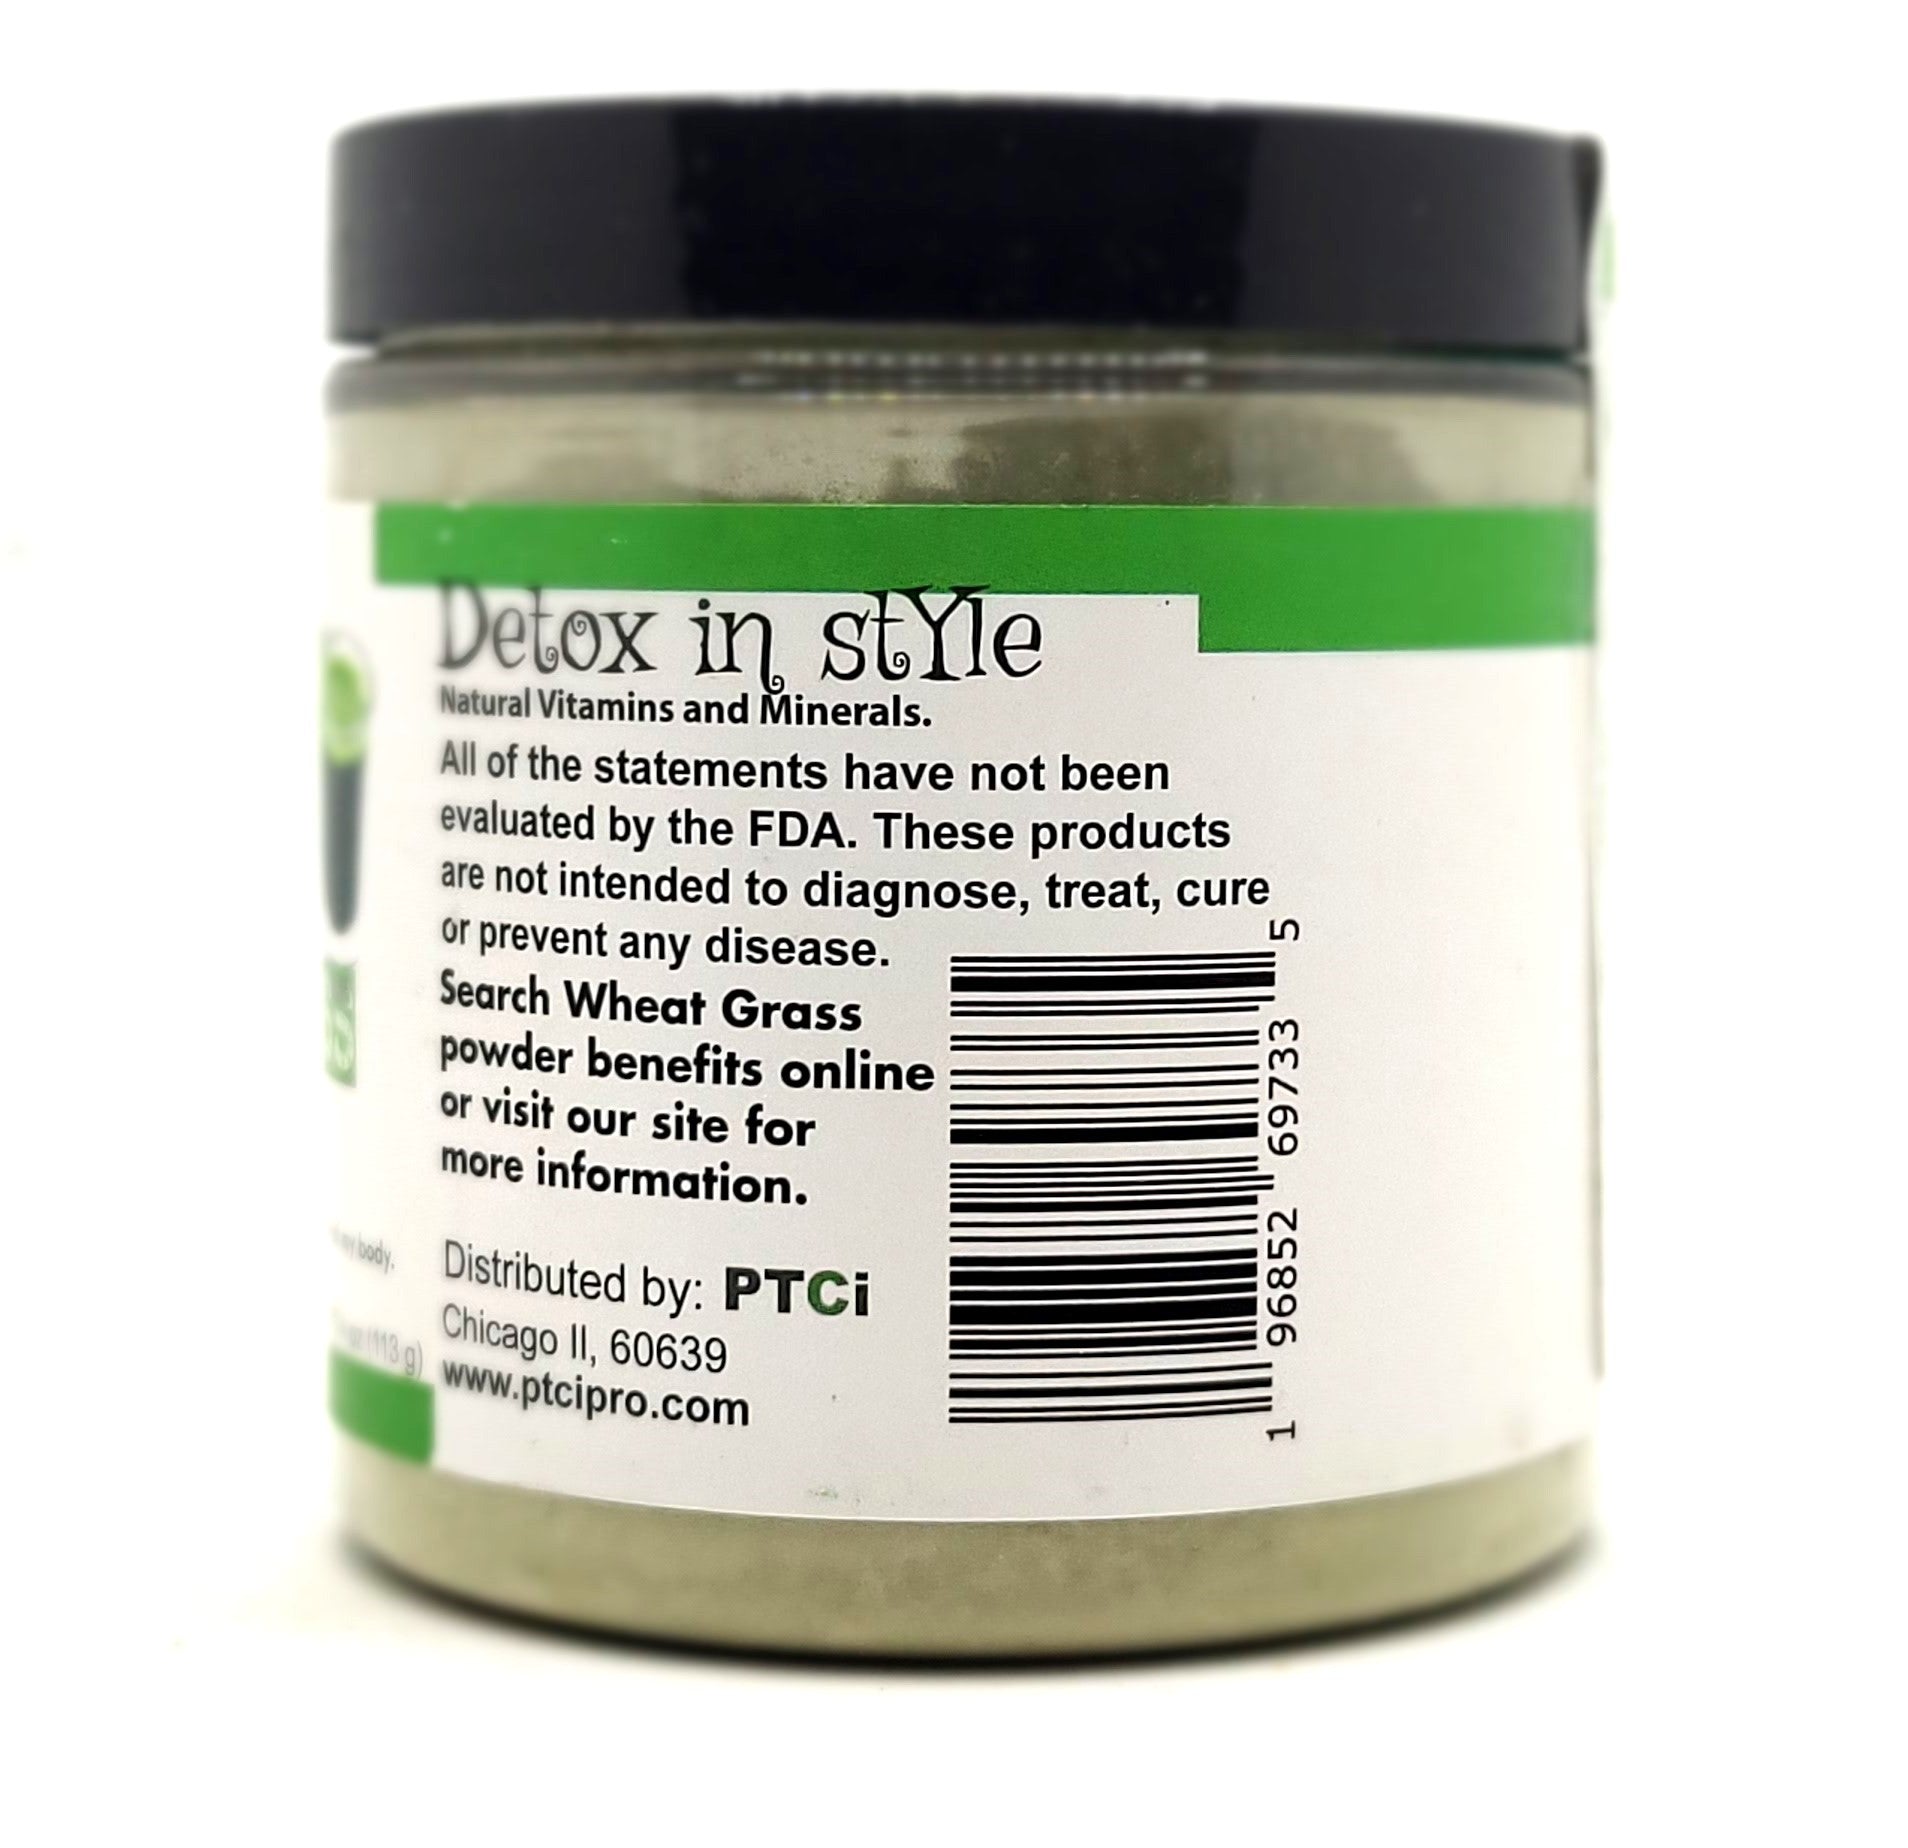 Detox in stYle
Natural Vitamins and Minerals.
All of the statements have not been
evaluated by the FDA. These products
are not intended to diagnose, treat, cure
or prevent any disease.
Search Wheat Grass
powder benefits online
or visit our site for
more information.
Distributed by: PTCi
Chicago Il, 60639
www.ptcipro.com
1 96852 69733 5
body.
(113 g)